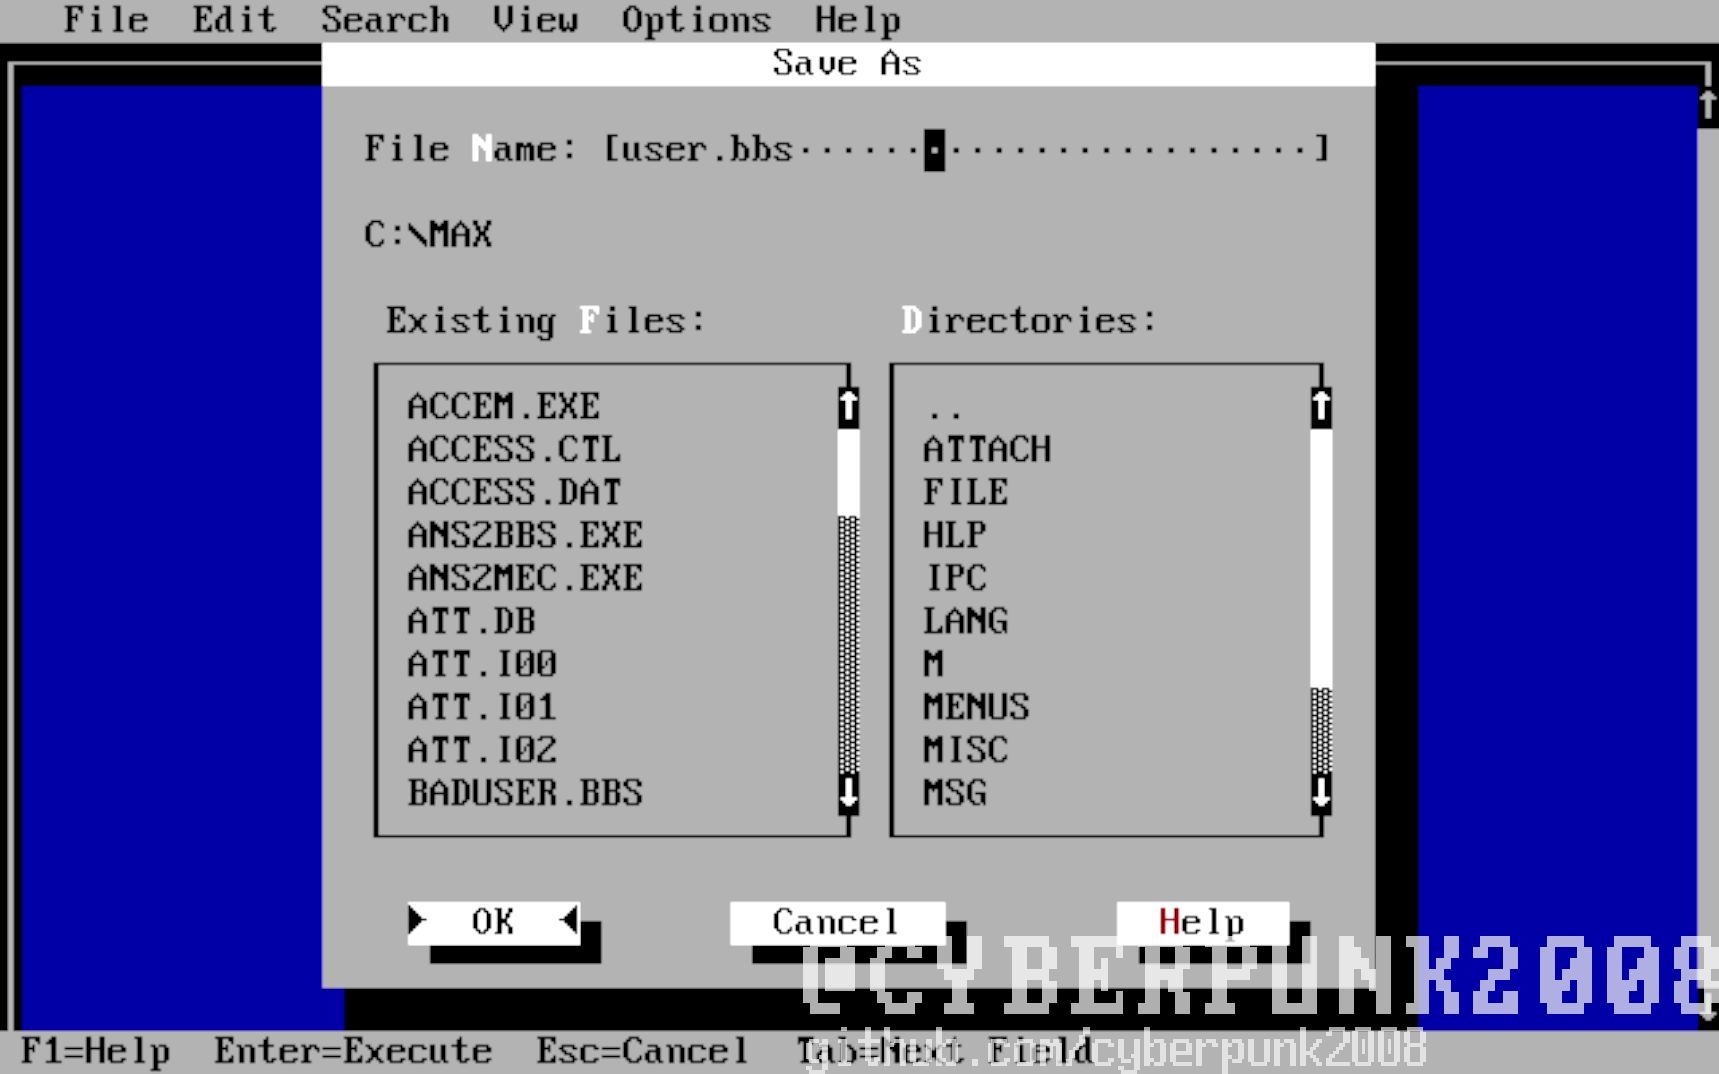 File Edit Search View Options Help
Save As
File Name: [user.bbs·······························]
C:\MAX
Existing Files: Directories:
ACCEM.EXE ..
ACCESS.CTL ATTACH
ACCESS.DAT FILE
ANS2BBS.EXE HLP
ANS2MEC.EXE IPC
ATT.DB LANG
ATT.I00 M
ATT.I01 MENUS
ATT.I02 MISC
BADUSER.BBS MSG
OK Cancel Help
@CYBERPUNK2008
F1=Help Enter=Execute Esc=Cancel Tab=Next Field
github.com/cyberpunk2008